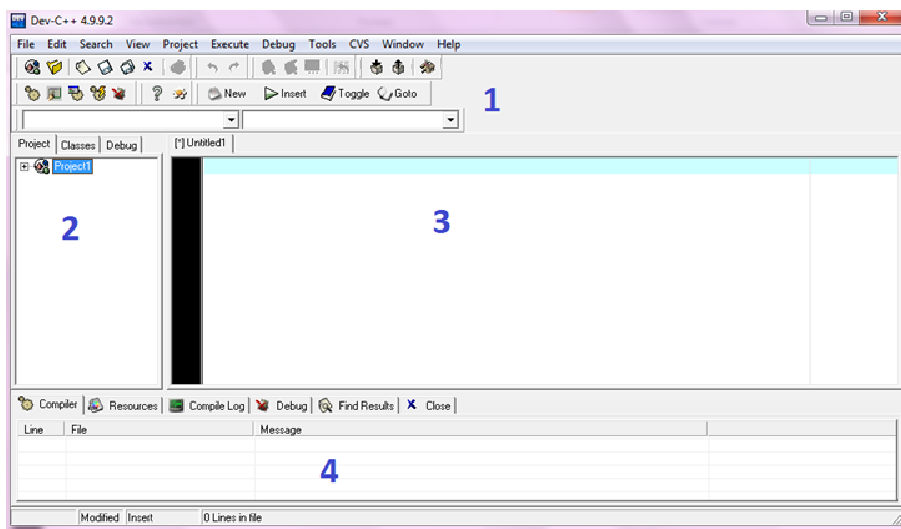 Dev-C++ 4.9.9.2
File Edit Search View Project Execute Debug Tools CVS Window Help
New Insert Toggle Goto
1
Project Classes Debug
[*] Untitled1
Project1
2
3
Compiler Resources Compile Log Debug Find Results Close
Line File Message
4
Modified Insert 0 Lines in file